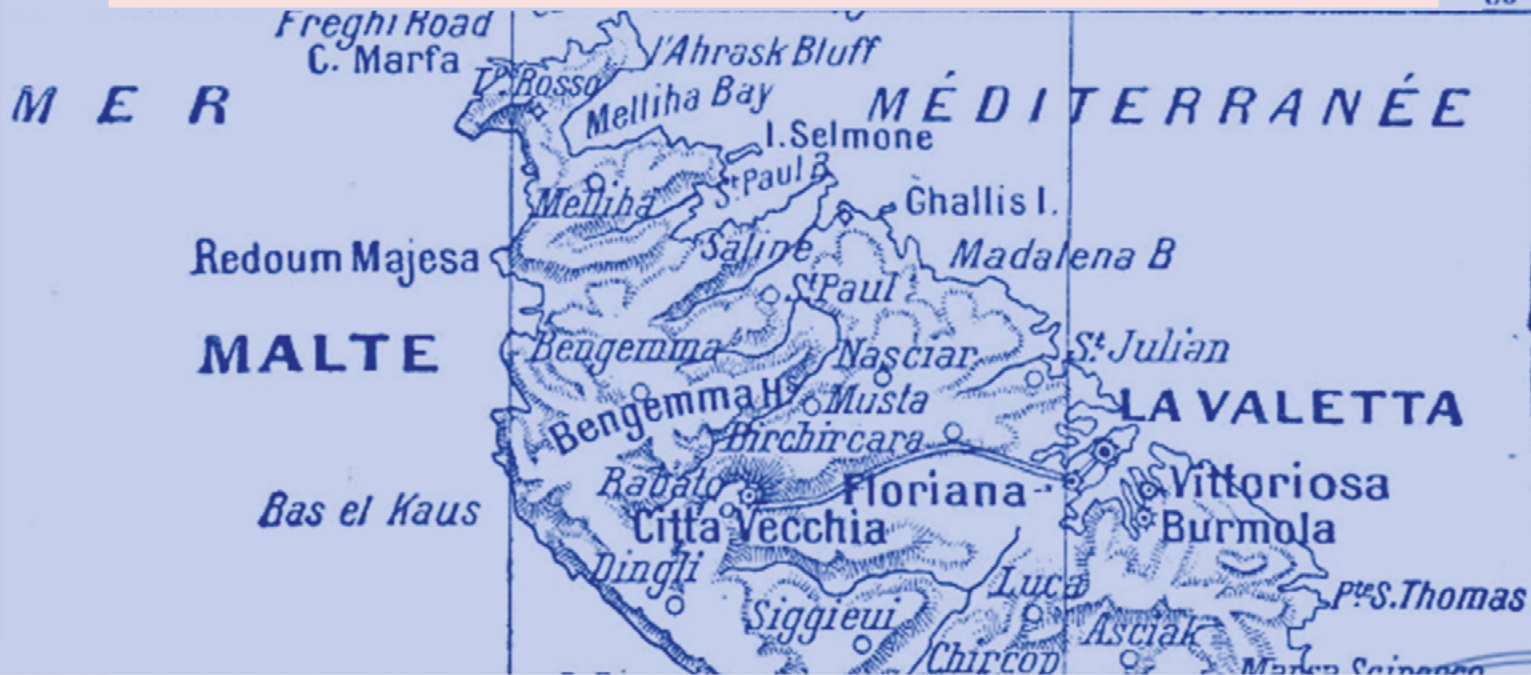 Freghi Road
C. Marfa
l'Ahrask Bluff
Rosso
MER
Melliha Bay
MÉDITERRANÉE
I. Selmone
St Paul B
Melliha
Ghallis I.
Redoum Majesa
Saline
Madalena B
St Paul
MALTE
Bengemma
Nasciar
St Julian
Bengemma Hs
Musta
LA VALETTA
Birchircara
Rabato
Floriana
Vittoriosa
Bas el Kaus
Citta Vecchia
Burmola
Dingli
Luca
Pte S. Thomas
Siggieui
Asciak
Chircop